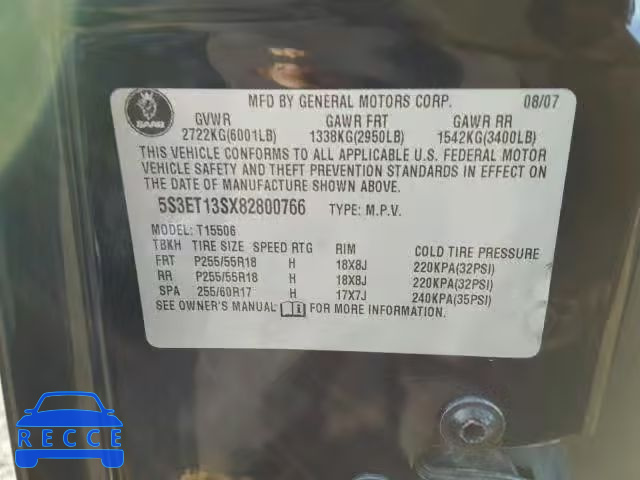 MFD BY GENERAL MOTORS CORP. 08/07
SAAB
GVWR GAWR FRT GAWR RR
2722KG(6001LB) 1338KG(2950LB) 1542KG(3400LB)
THIS VEHICLE CONFORMS TO ALL APPLICABLE U.S. FEDERAL MOTOR
VEHICLE SAFETY AND THEFT PREVENTION STANDARDS IN EFFECT ON
THE DATE OF MANUFACTURE SHOWN ABOVE.
5S3ET13SX82800766 TYPE: M.P.V.
MODEL: T15506
TBKH TIRE SIZE SPEED RTG RIM COLD TIRE PRESSURE
FRT P255/55R18 H 18X8J 220KPA(32PSI)
RR P255/55R18 H 18X8J 220KPA(32PSI)
SPA 255/60R17 H 17X7J 240KPA(35PSI)
SEE OWNER'S MANUAL FOR MORE INFORMATION.
RECCE